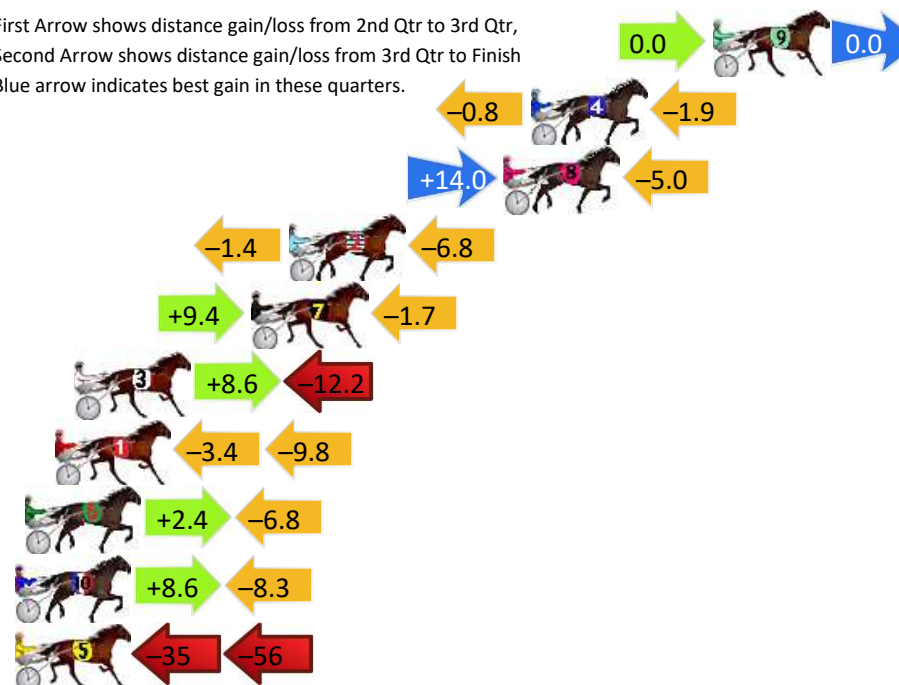 First Arrow shows distance gain/loss from 2nd Qtr to 3rd Qtr,
Second Arrow shows distance gain/loss from 3rd Qtr to Finish
Blue arrow indicates best gain in these quarters.
0.0 9 0.0
–0.8 4 –1.9
+14.0 8 –5.0
–1.4 –6.8
+9.4 7 –1.7
3 +8.6 –12.2
1 –3.4 –9.8
6 +2.4 –6.8
10 +8.6 –8.3
5 –35 –56